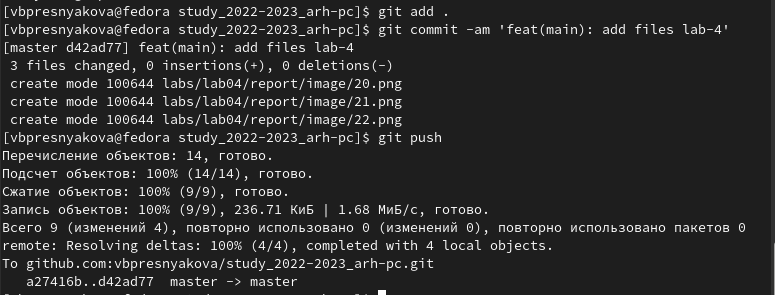 [vbpresnyakova@fedora study_2022-2023_arh-pc]$ git add .
[vbpresnyakova@fedora study_2022-2023_arh-pc]$ git commit -am 'feat(main): add files lab-4'
[master d42ad77] feat(main): add files lab-4
 3 files changed, 0 insertions(+), 0 deletions(-)
 create mode 100644 labs/lab04/report/image/20.png
 create mode 100644 labs/lab04/report/image/21.png
 create mode 100644 labs/lab04/report/image/22.png
[vbpresnyakova@fedora study_2022-2023_arh-pc]$ git push
Перечисление объектов: 14, готово.
Подсчет объектов: 100% (14/14), готово.
Сжатие объектов: 100% (9/9), готово.
Запись объектов: 100% (9/9), 236.71 КиБ | 1.68 МиБ/с, готово.
Всего 9 (изменений 4), повторно использовано 0 (изменений 0), повторно использовано пакетов 0
remote: Resolving deltas: 100% (4/4), completed with 4 local objects.
To github.com:vbpresnyakova/study_2022-2023_arh-pc.git
   a27416b..d42ad77  master -> master